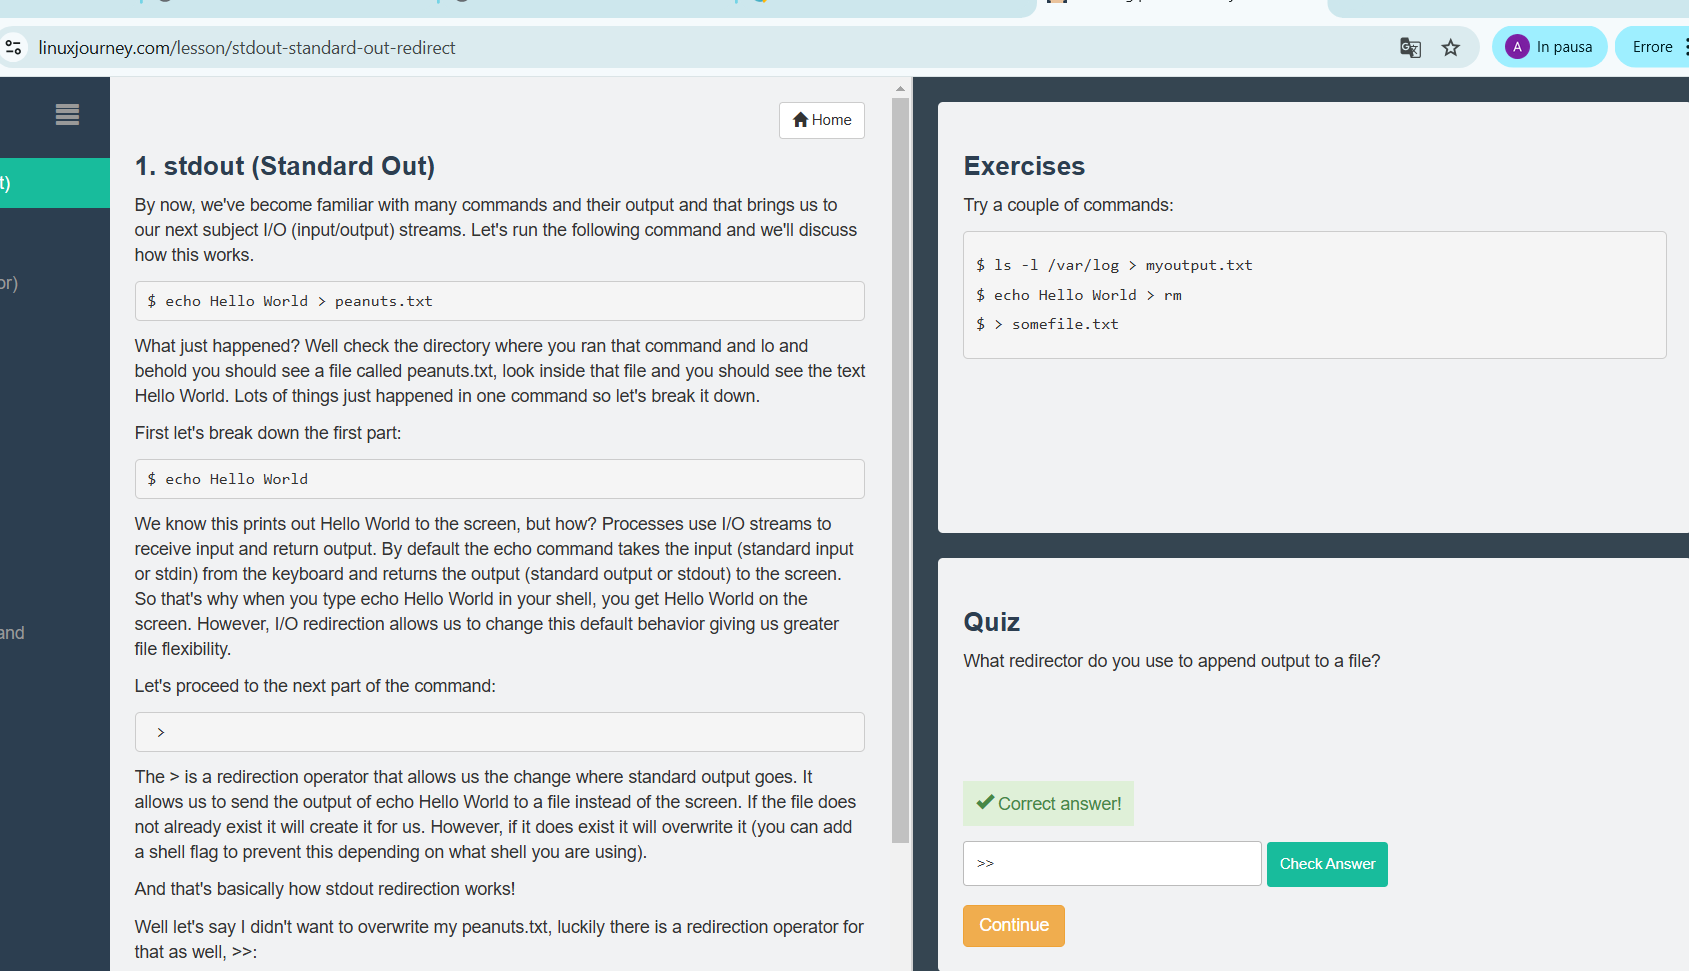 linuxjourney.com/lesson/stdout-standard-out-redirect
A
In pausa
Errore
t)
or)
and
Home
1. stdout (Standard Out)
By now, we've become familiar with many commands and their output and that brings us to
our next subject I/O (input/output) streams. Let's run the following command and we'll discuss
how this works.
$ echo Hello World > peanuts.txt
What just happened? Well check the directory where you ran that command and lo and
behold you should see a file called peanuts.txt, look inside that file and you should see the text
Hello World. Lots of things just happened in one command so let's break it down.
First let's break down the first part:
$ echo Hello World
We know this prints out Hello World to the screen, but how? Processes use I/O streams to
receive input and return output. By default the echo command takes the input (standard input
or stdin) from the keyboard and returns the output (standard output or stdout) to the screen.
So that's why when you type echo Hello World in your shell, you get Hello World on the
screen. However, I/O redirection allows us to change this default behavior giving us greater
file flexibility.
Let's proceed to the next part of the command:
>
The > is a redirection operator that allows us the change where standard output goes. It
allows us to send the output of echo Hello World to a file instead of the screen. If the file does
not already exist it will create it for us. However, if it does exist it will overwrite it (you can add
a shell flag to prevent this depending on what shell you are using).
And that's basically how stdout redirection works!
Well let's say I didn't want to overwrite my peanuts.txt, luckily there is a redirection operator for
that as well, >>:
Exercises
Try a couple of commands:
$ ls -l /var/log > myoutput.txt
$ echo Hello World > rm
$ > somefile.txt
Quiz
What redirector do you use to append output to a file?
Correct answer!
>>
Check Answer
Continue